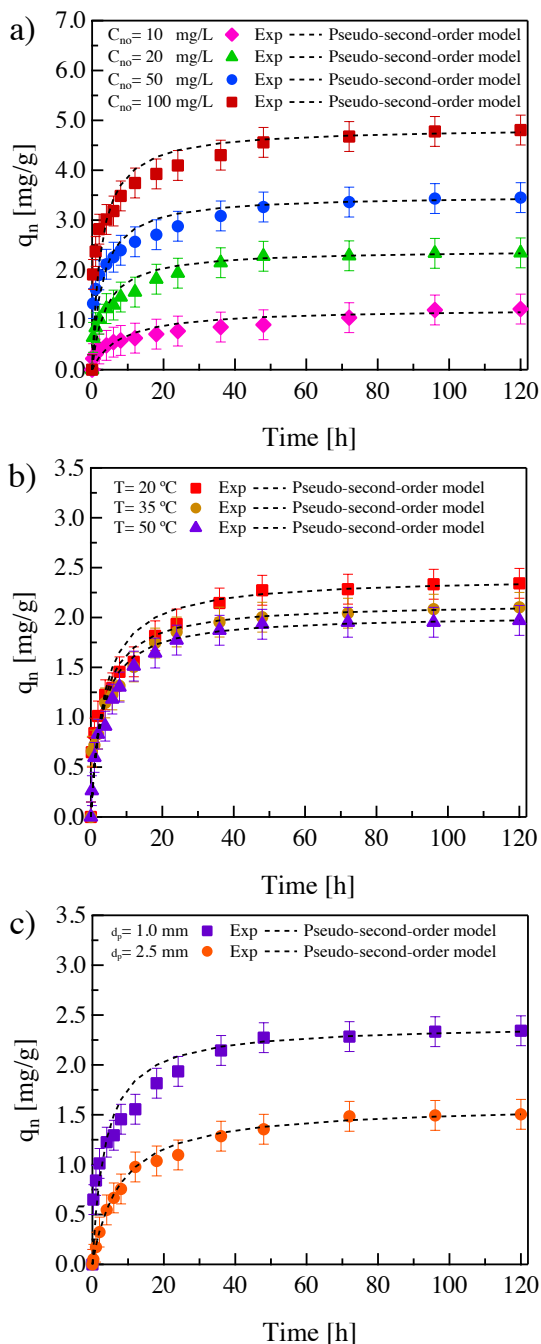 a)
C_no= 10 mg/L Exp Pseudo-second-order model
C_no= 20 mg/L Exp Pseudo-second-order model
C_no= 50 mg/L Exp Pseudo-second-order model
C_no= 100 mg/L Exp Pseudo-second-order model
7.0
6.0
5.0
4.0
3.0
2.0
1.0
0.0
q_n [mg/g]
0 20 40 60 80 100 120
Time [h]
b)
T= 20 ºC Exp Pseudo-second-order model
T= 35 ºC Exp Pseudo-second-order model
T= 50 ºC Exp Pseudo-second-order model
3.5
3.0
2.5
2.0
1.5
1.0
0.5
0.0
q_n [mg/g]
0 20 40 60 80 100 120
Time [h]
c)
d_p= 1.0 mm Exp Pseudo-second-order model
d_p= 2.5 mm Exp Pseudo-second-order model
3.5
3.0
2.5
2.0
1.5
1.0
0.5
0.0
q_n [mg/g]
0 20 40 60 80 100 120
Time [h]